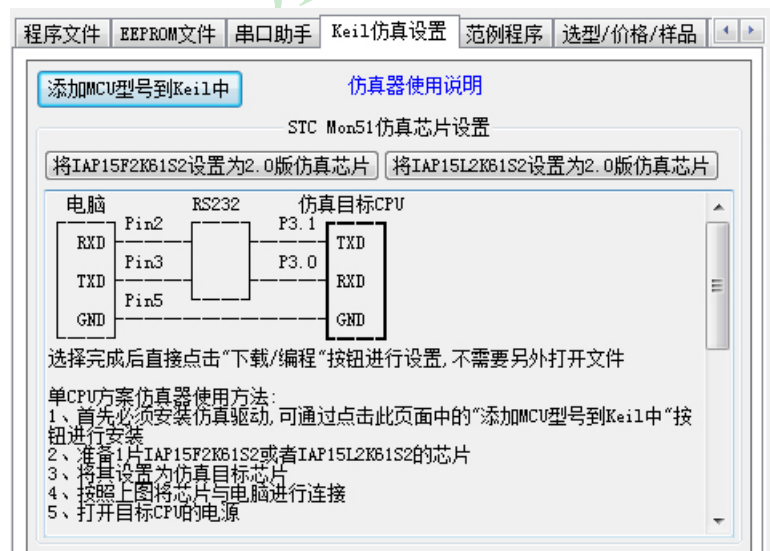 程序文件 EEPROM文件 串口助手 Keil仿真设置 范例程序 选型/价格/样品
添加MCU型号到Keil中 仿真器使用说明
STC Mon51仿真芯片设置
将IAP15F2K61S2设置为2.0版仿真芯片 将IAP15L2K61S2设置为2.0版仿真芯片
电脑 RS232 仿真目标CPU
Pin2 P3.1
RXD TXD
Pin3 P3.0
TXD RXD
Pin5
GND GND
选择完成后直接点击“下载/编程“按钮进行设置,不需要另外打开文件
单CPU方案仿真器使用方法:
1、首先必须安装仿真驱动,可通过点击此页面中的“添加MCU型号到Keil中“按
钮进行安装
2、准备1片IAP15F2K61S2或者IAP15L2K61S2的芯片
3、将其设置为仿真目标芯片
4、按照上图将芯片与电脑进行连接
5、打开目标CPU的电源